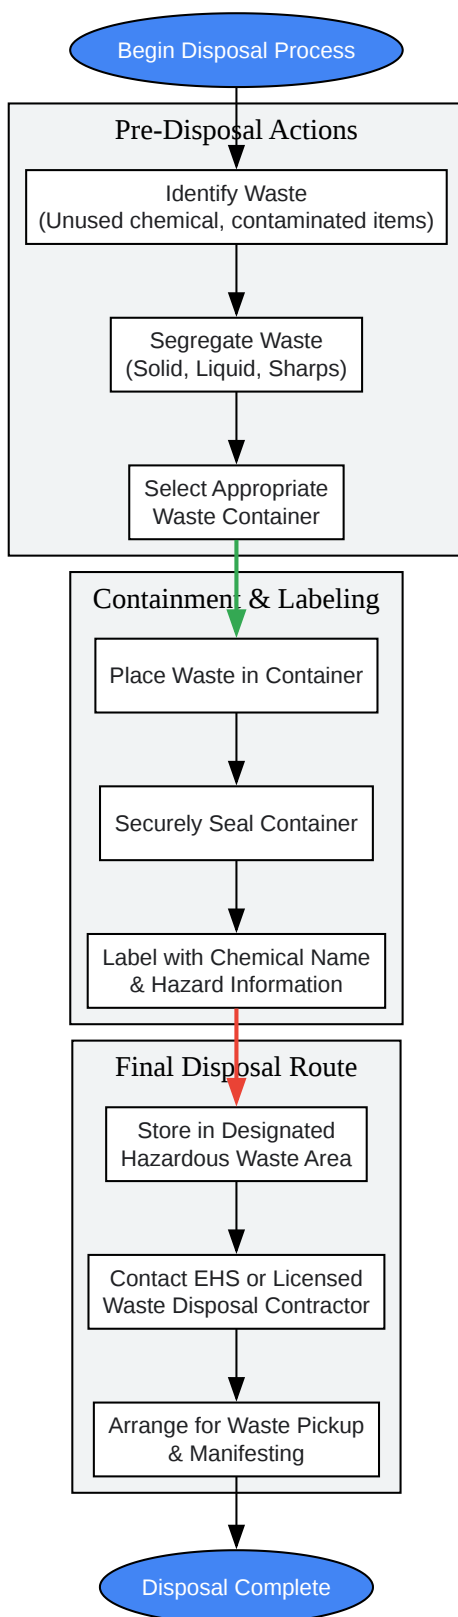 Begin Disposal Process
Pre-Disposal Actions
Identify Waste
(Unused chemical, contaminated items)
Segregate Waste
(Solid, Liquid, Sharps)
Select Appropriate
Waste Container
Containment & Labeling
Place Waste in Container
Securely Seal Container
Label with Chemical Name
& Hazard Information
Final Disposal Route
Store in Designated
Hazardous Waste Area
Contact EHS or Licensed
Waste Disposal Contractor
Arrange for Waste Pickup
& Manifesting
Disposal Complete